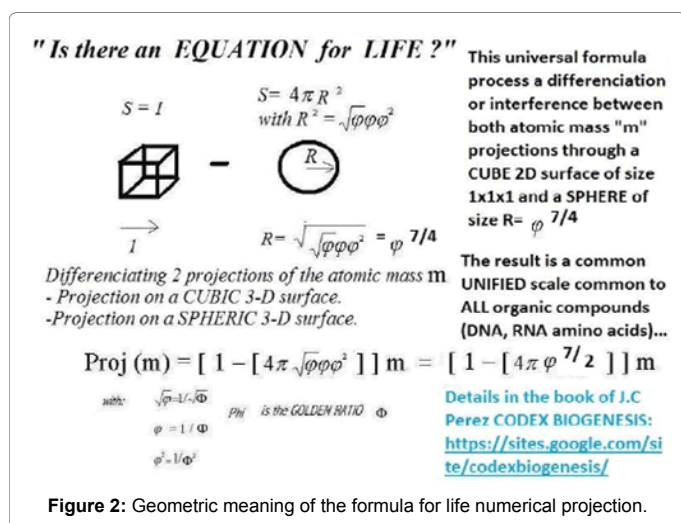 "Is there an EQUATION for LIFE ?"
S = 1
S= 4πR²
with R² = √φφφ²
R
1
R= √√φφφ² = φ 7/4
Differenciating 2 projections of the atomic mass m
- Projection on a CUBIC 3-D surface.
-Projection on a SPHERIC 3-D surface.
This universal formula
process a differenciation
or interference between
both atomic mass "m"
projections through a
CUBE 2D surface of size
1x1x1 and a SPHERE of
size R= φ 7/4
The result is a common
UNIFIED scale common to
ALL organic compounds
(DNA, RNA amino acids)...
Proj (m) = [ 1 - [ 4π √φφφ² ] ] m = [ 1 - [ 4π φ 7/2 ] ] m
with:
√φ=1/√Φ
φ = 1 / Φ
φ²=1/Φ²
Phi is the GOLDEN RATIO Φ
Details in the book of J.C
Perez CODEX BIOGENESIS:
https://sites.google.com/si
te/codexbiogenesis/
Figure 2: Geometric meaning of the formula for life numerical projection.